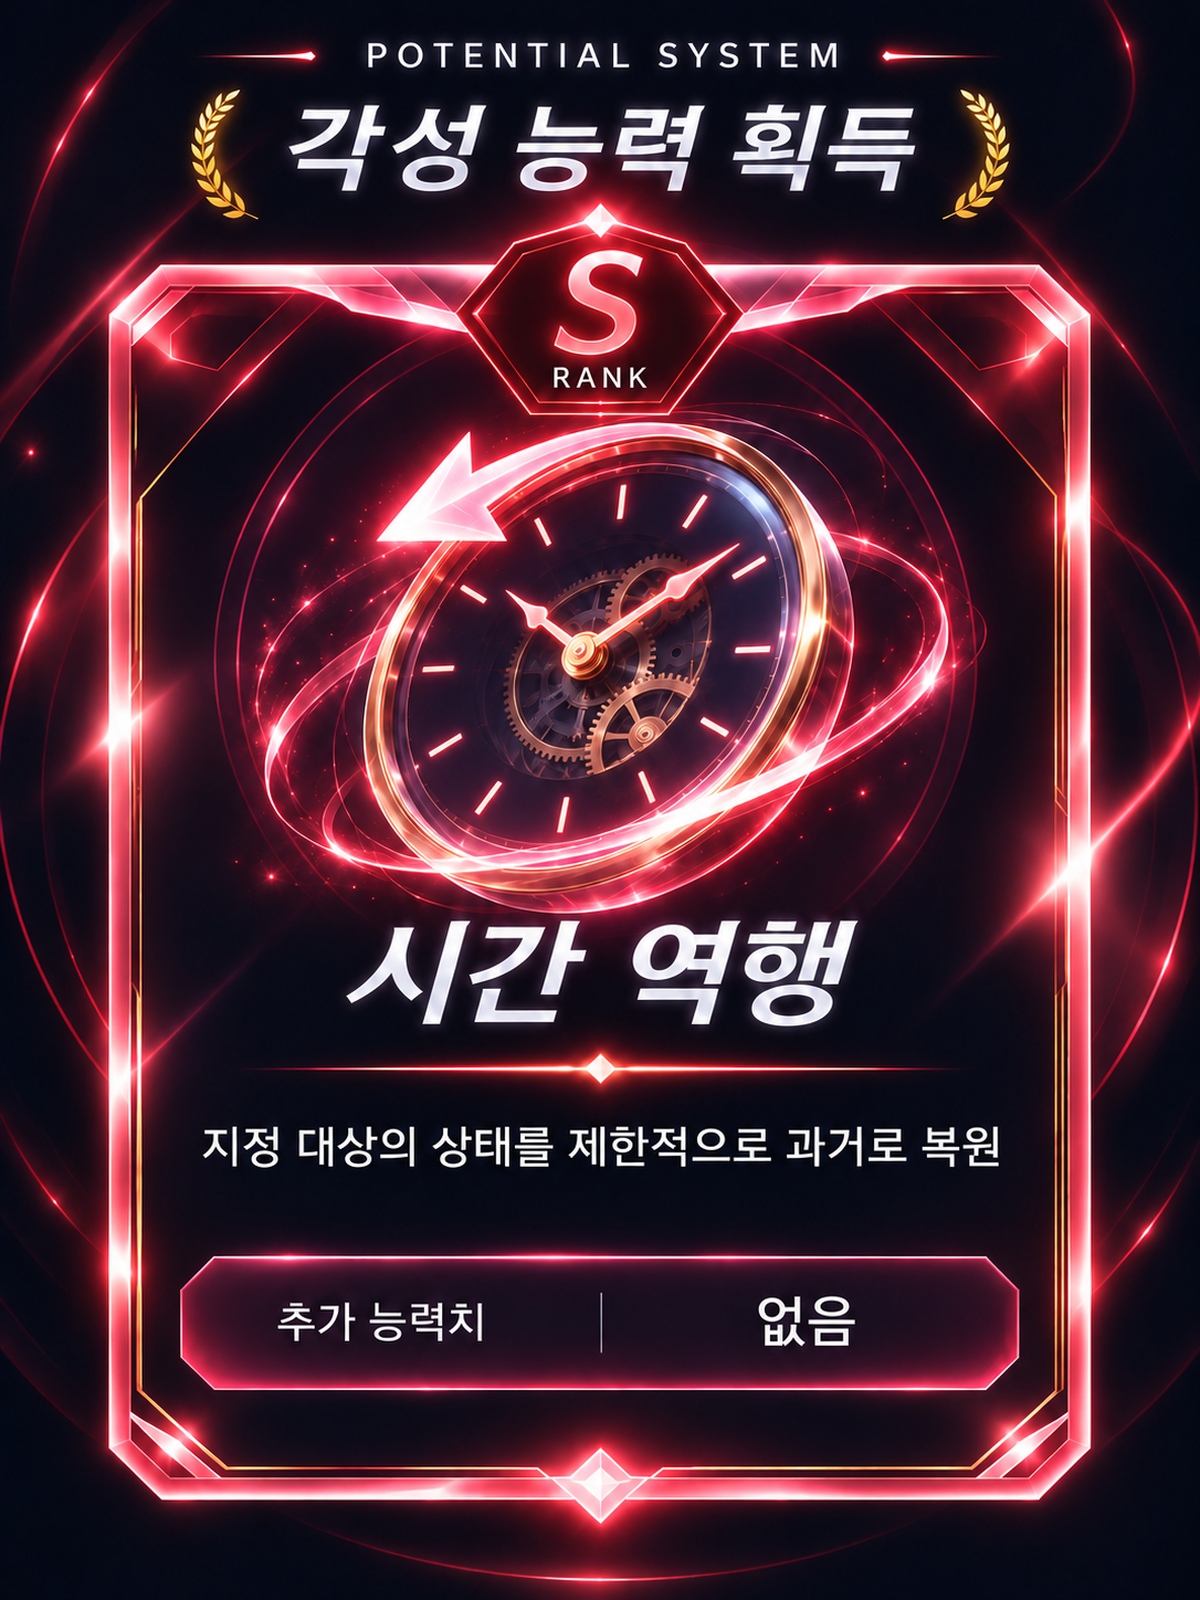 POTENTIAL SYSTEM
각성 능력 획득
S
RANK
시간 역행
지정 대상의 상태를 제한적으로 과거로 복원
추가 능력치
없음